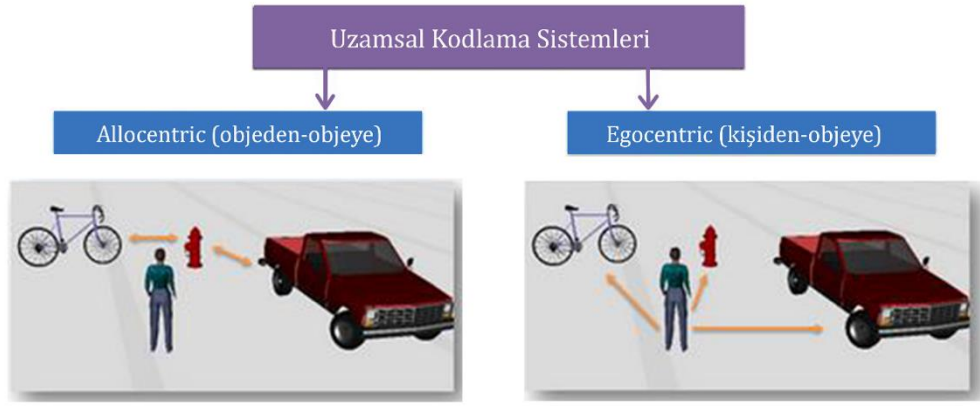 Uzamsal Kodlama Sistemleri
Allocentric (objeden-objeye)
Egocentric (kişiden-objeye)